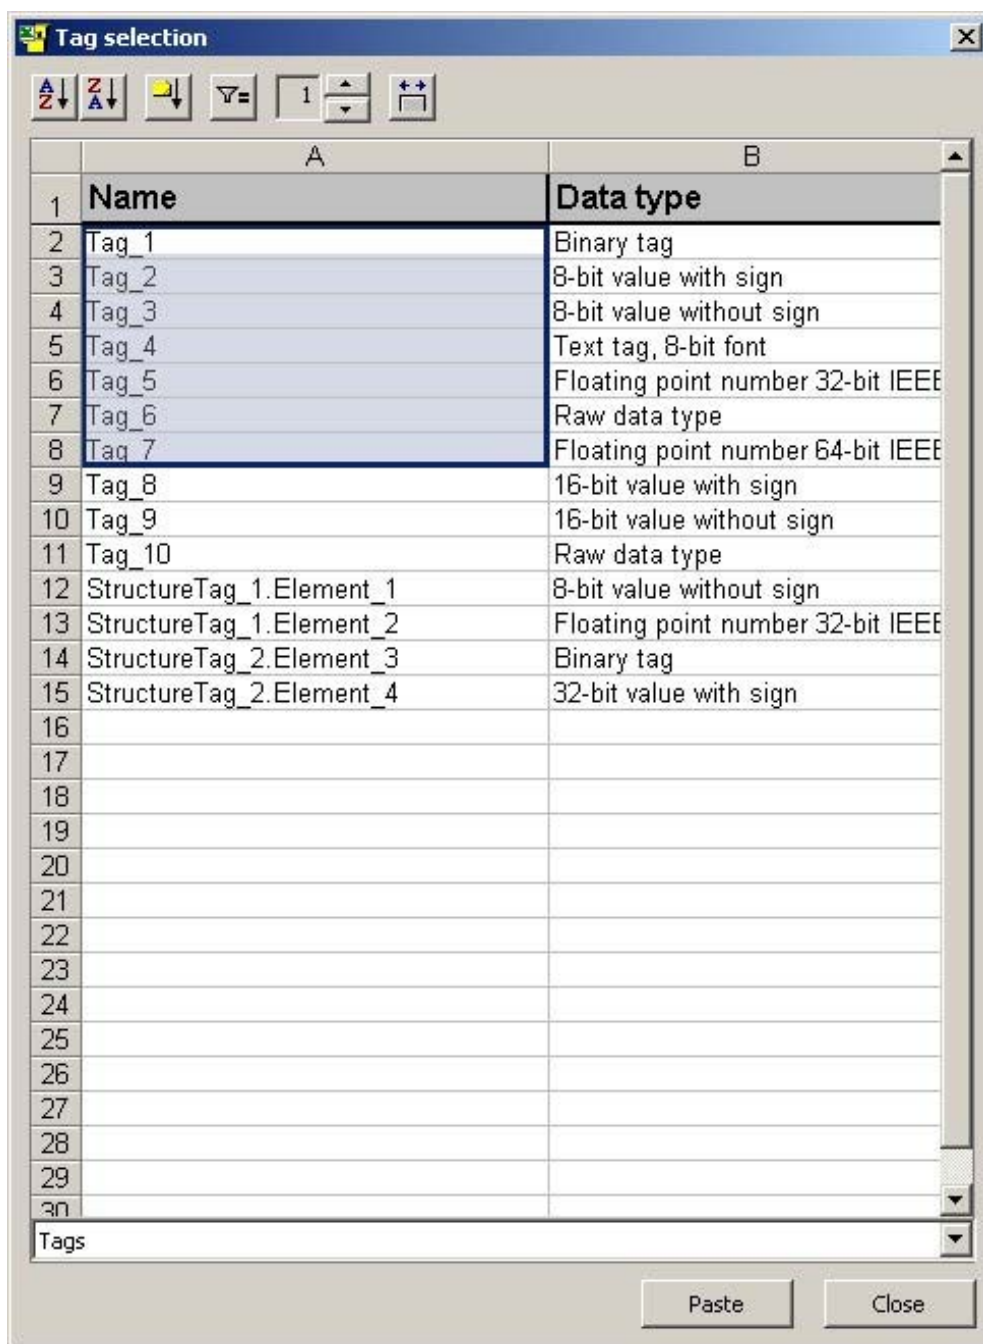 Tag selection
A Z Z A 1
A B
1 Name Data type
2 Tag_1 Binary tag
3 Tag_2 8-bit value with sign
4 Tag_3 8-bit value without sign
5 Tag_4 Text tag, 8-bit font
6 Tag_5 Floating point number 32-bit IEEE
7 Tag_6 Raw data type
8 Tag_7 Floating point number 64-bit IEEE
9 Tag_8 16-bit value with sign
10 Tag_9 16-bit value without sign
11 Tag_10 Raw data type
12 StructureTag_1.Element_1 8-bit value without sign
13 StructureTag_1.Element_2 Floating point number 32-bit IEEE
14 StructureTag_2.Element_3 Binary tag
15 StructureTag_2.Element_4 32-bit value with sign
16
17
18
19
20
21
22
23
24
25
26
27
28
29
30
Tags
Paste Close